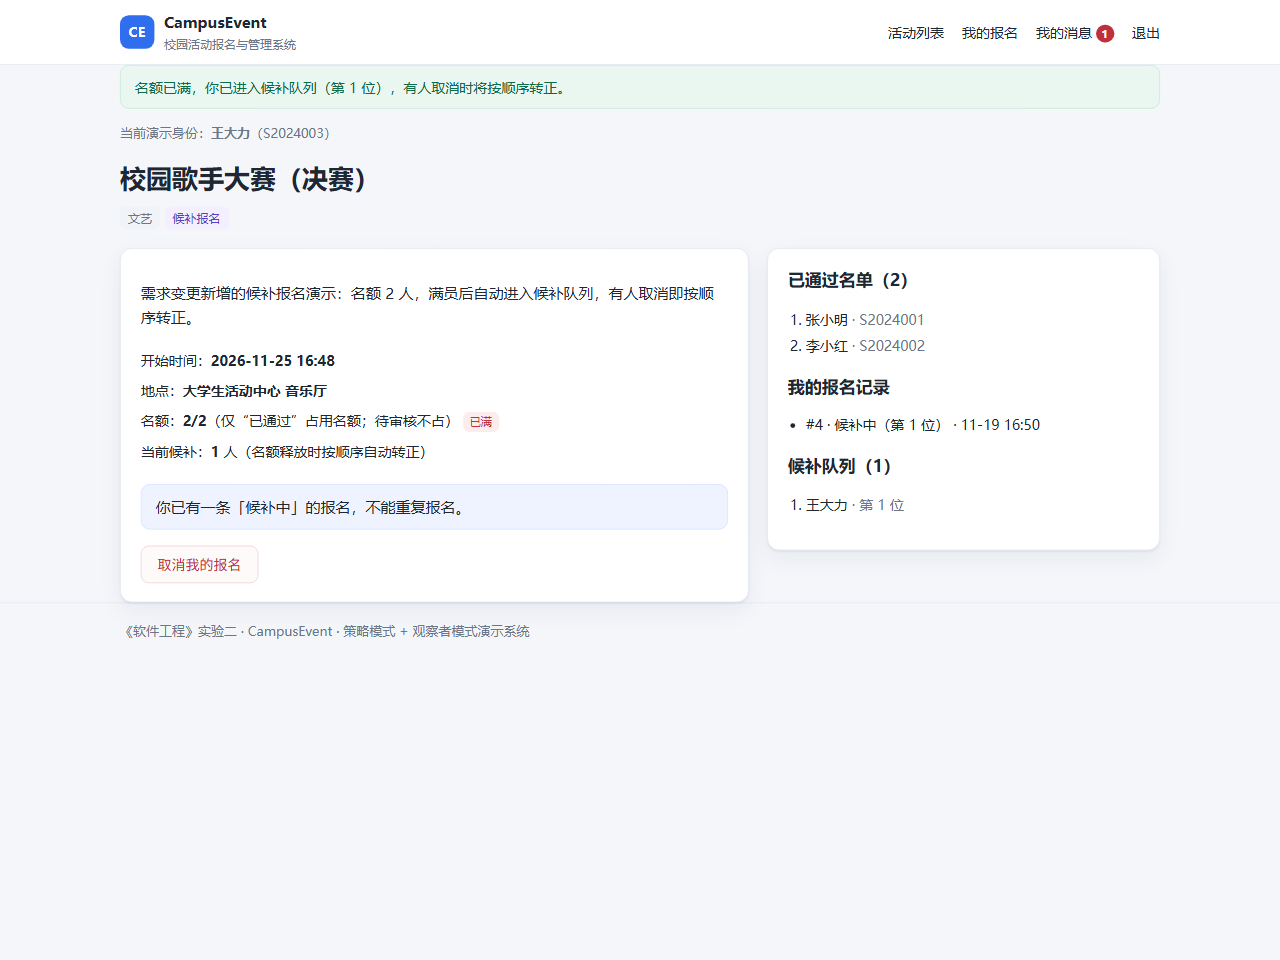 CE
CampusEvent
校园活动报名与管理系统
活动列表 我的报名 我的消息 1 退出
名额已满，你已进入候补队列（第 1 位），有人取消时将按顺序转正。
当前演示身份：王大力（S2024003）
校园歌手大赛（决赛）
文艺 候补报名
需求变更新增的候补报名演示：名额 2 人，满员后自动进入候补队列，有人取消即按顺
序转正。
开始时间：2026-11-25 16:48
地点：大学生活动中心 音乐厅
名额：2/2（仅“已通过”占用名额；待审核不占） 已满
当前候补：1 人（名额释放时按顺序自动转正）
你已有一条「候补中」的报名，不能重复报名。
取消我的报名
已通过名单（2）
1. 张小明 · S2024001
2. 李小红 · S2024002
我的报名记录
• #4 · 候补中（第 1 位） · 11-19 16:50
候补队列（1）
1. 王大力 · 第 1 位
《软件工程》实验二 · CampusEvent · 策略模式 + 观察者模式演示系统